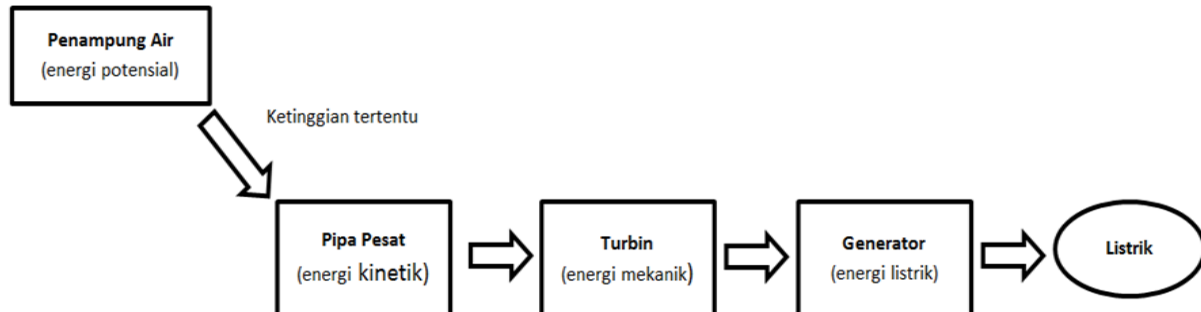 Penampung Air
(energi potensial)
Ketinggian tertentu
Pipa Pesat
(energi kinetik)
Turbin
(energi mekanik)
Generator
(energi listrik)
Listrik